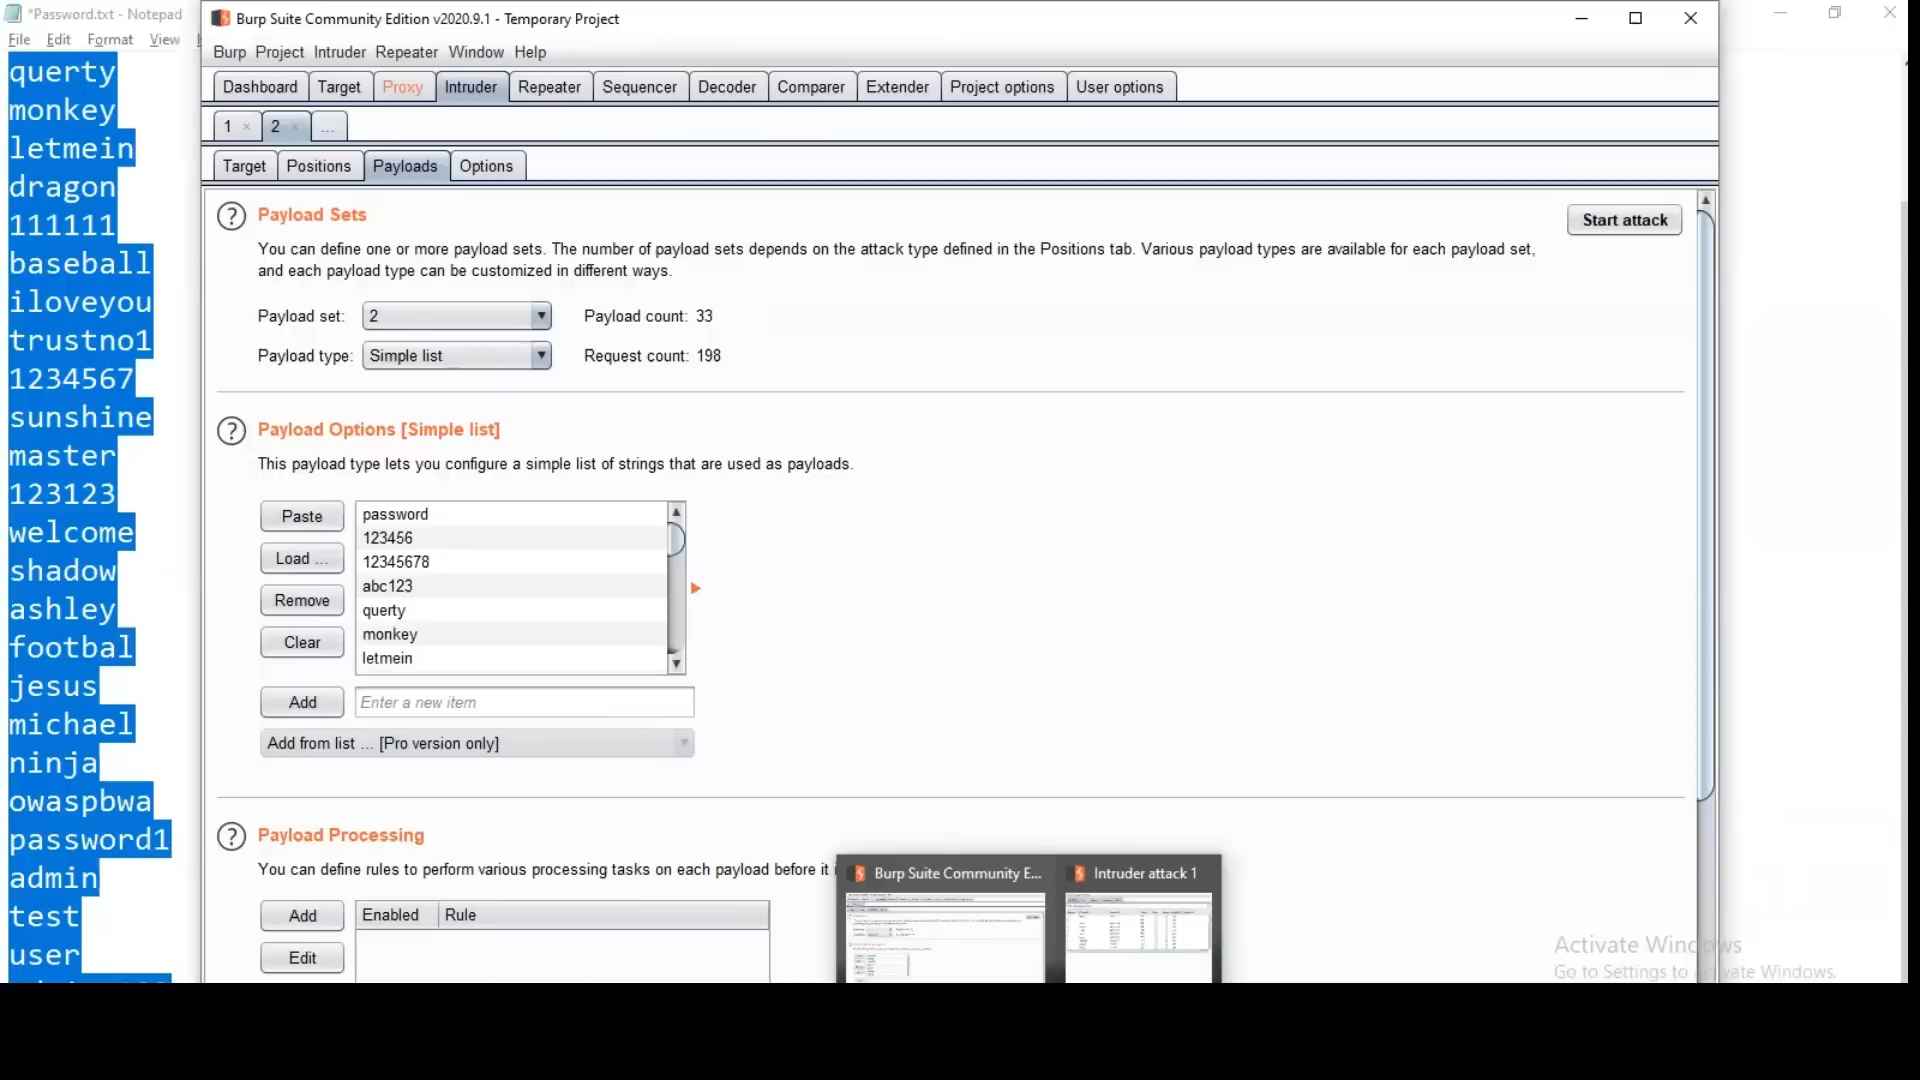 *Password.txt - Notepad
File Edit Format View
querty
monkey
letmein
dragon
111111
baseball
iloveyou
trustno1
1234567
sunshine
master
123123
welcome
shadow
ashley
footbal
jesus
michael
ninja
owaspbwa
password1
admin
test
user
Burp Suite Community Edition v2020.9.1 - Temporary Project
Burp Project Intruder Repeater Window Help
Dashboard Target Proxy Intruder Repeater Sequencer Decoder Comparer Extender Project options User options
1 × 2 × ...
Target Positions Payloads Options
? Payload Sets
Start attack
You can define one or more payload sets. The number of payload sets depends on the attack type defined in the Positions tab. Various payload types are available for each payload set,
and each payload type can be customized in different ways.
Payload set: 2 Payload count: 33
Payload type: Simple list Request count: 198
? Payload Options [Simple list]
This payload type lets you configure a simple list of strings that are used as payloads.
Paste
Load ...
Remove
Clear
password
123456
12345678
abc123
querty
monkey
letmein
Add Enter a new item
Add from list ... [Pro version only]
? Payload Processing
You can define rules to perform various processing tasks on each payload before it i
Add Enabled Rule
Edit
Burp Suite Community E... Intruder attack 1
Activate Windows
Go to Settings to activate Windows.